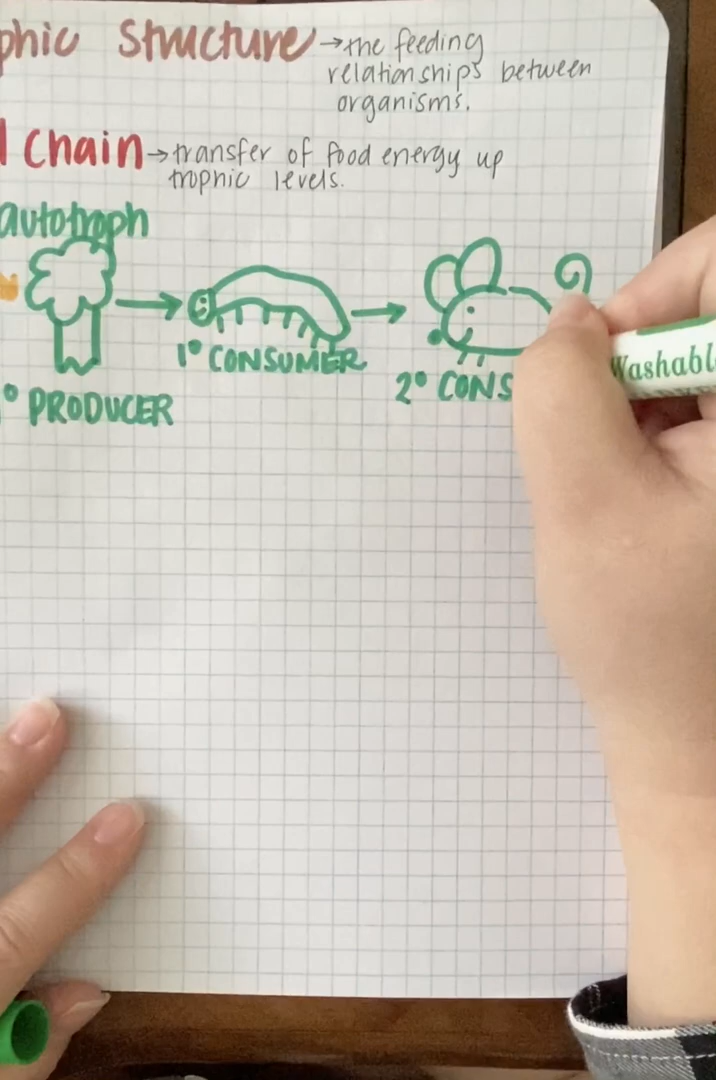 phic Structure → the feeding
relationships between
organisms.
chain → transfer of food energy up
trophic levels.
autotroph
1° CONSUMER
2° CONS
° PRODUCER
Washabl